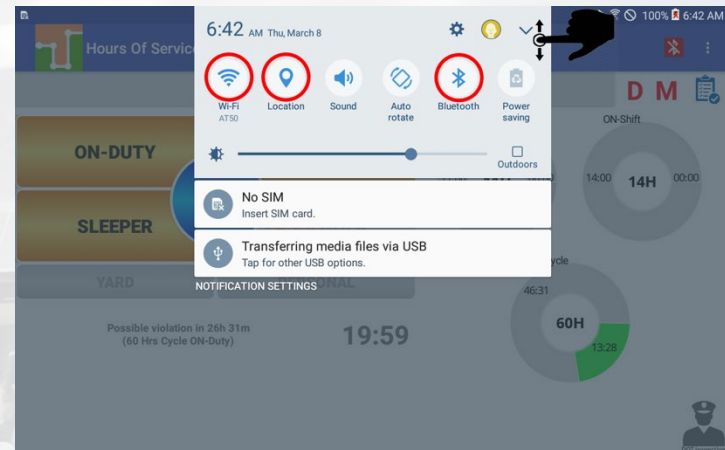 100% 6:42 AM
6:42 AM Thu, March 8
Hours Of Servic
Wi-Fi
AT50
Location
Sound
Auto
rotate
Bluetooth
Power
saving
Outdoors
D M
On-Shift
ON-DUTY
14:00
14H
00:00
No SIM
Insert SIM card.
SLEEPER
Transferring media files via USB
Tap for other USB options.
ycle
YARD
NOTIFICATION SETTINGS
46:31
60H
13:28
Possible violation in 26h 31m
(60 Hrs Cycle ON-Duty)
19:59